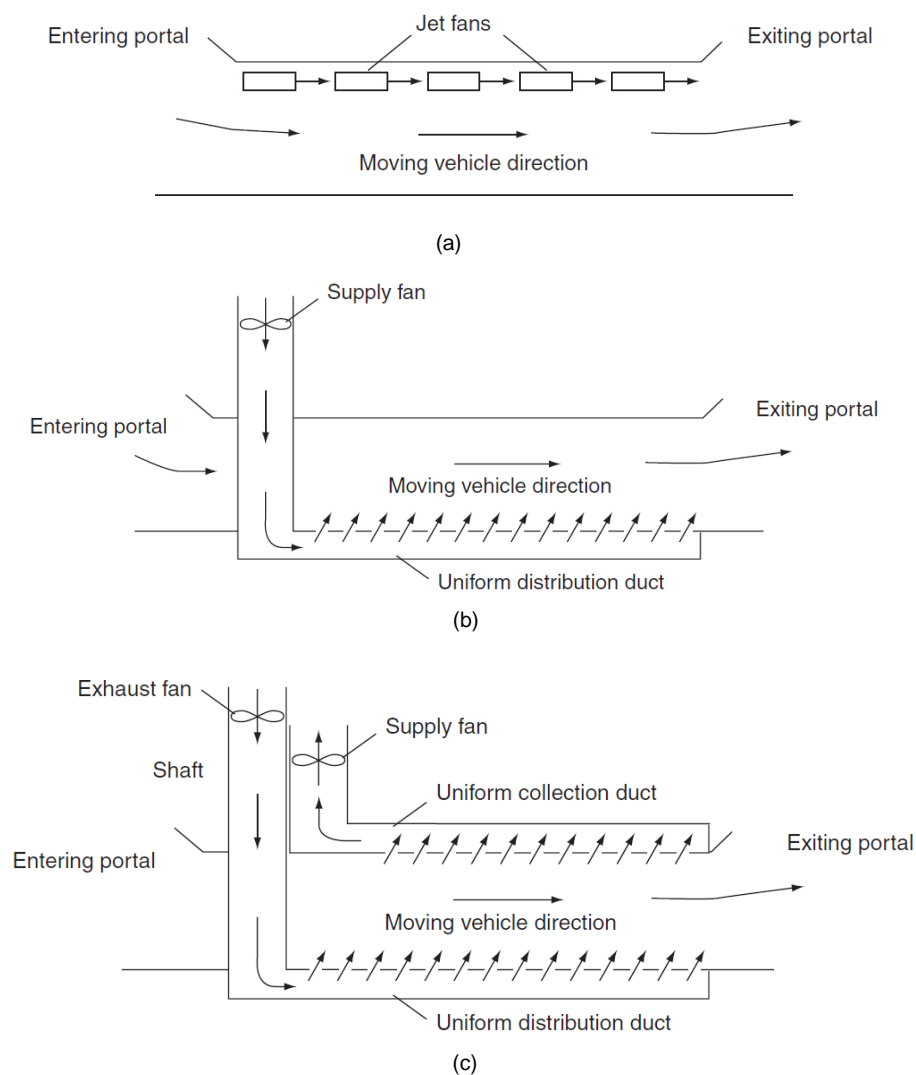 Jet fans
Entering portal
Exiting portal
Moving vehicle direction
(a)
Supply fan
Exiting portal
Entering portal
Moving vehicle direction
Uniform distribution duct
(b)
Exhaust fan
Supply fan
Shaft
Uniform collection duct
Exiting portal
Entering portal
Moving vehicle direction
Uniform distribution duct
(c)